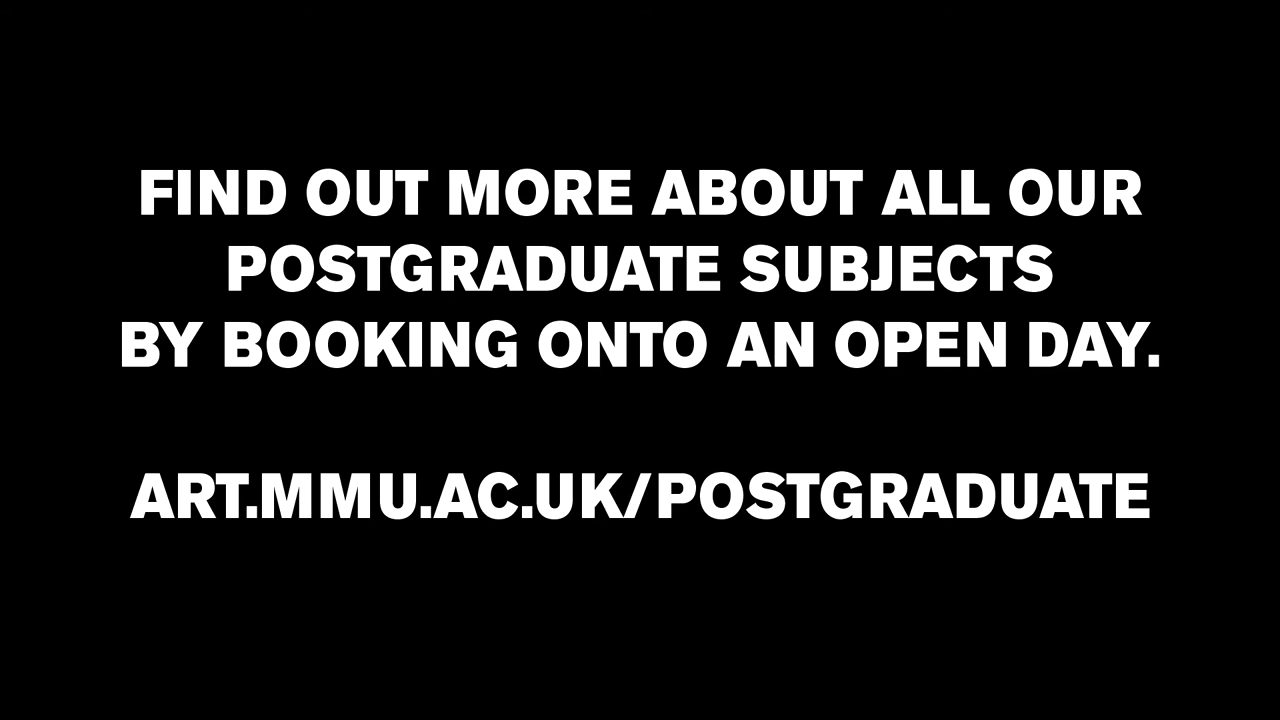 FIND OUT MORE ABOUT ALL OUR
POSTGRADUATE SUBJECTS
BY BOOKING ONTO AN OPEN DAY.
ART.MMU.AC.UK/POSTGRADUATE